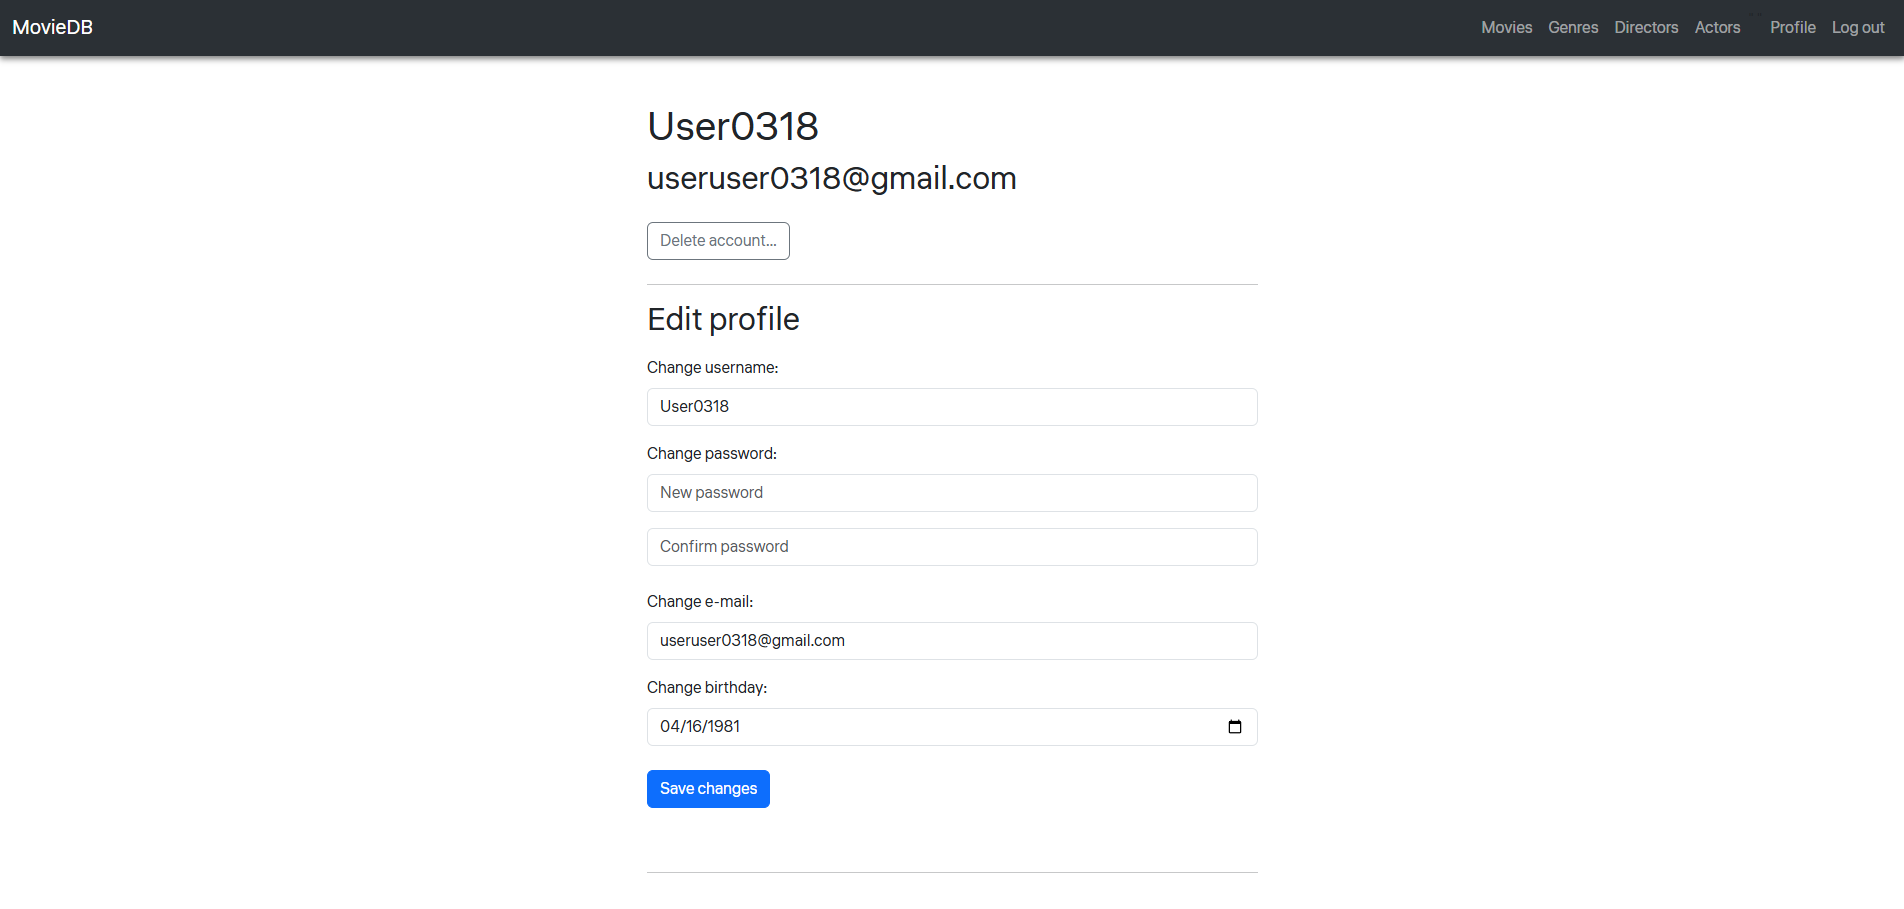 MovieDB Movies Genres Directors Actors Profile Log out
User0318
useruser0318@gmail.com
Delete account...
Edit profile
Change username:
User0318
Change password:
New password
Confirm password
Change e-mail:
useruser0318@gmail.com
Change birthday:
04/16/1981
Save changes